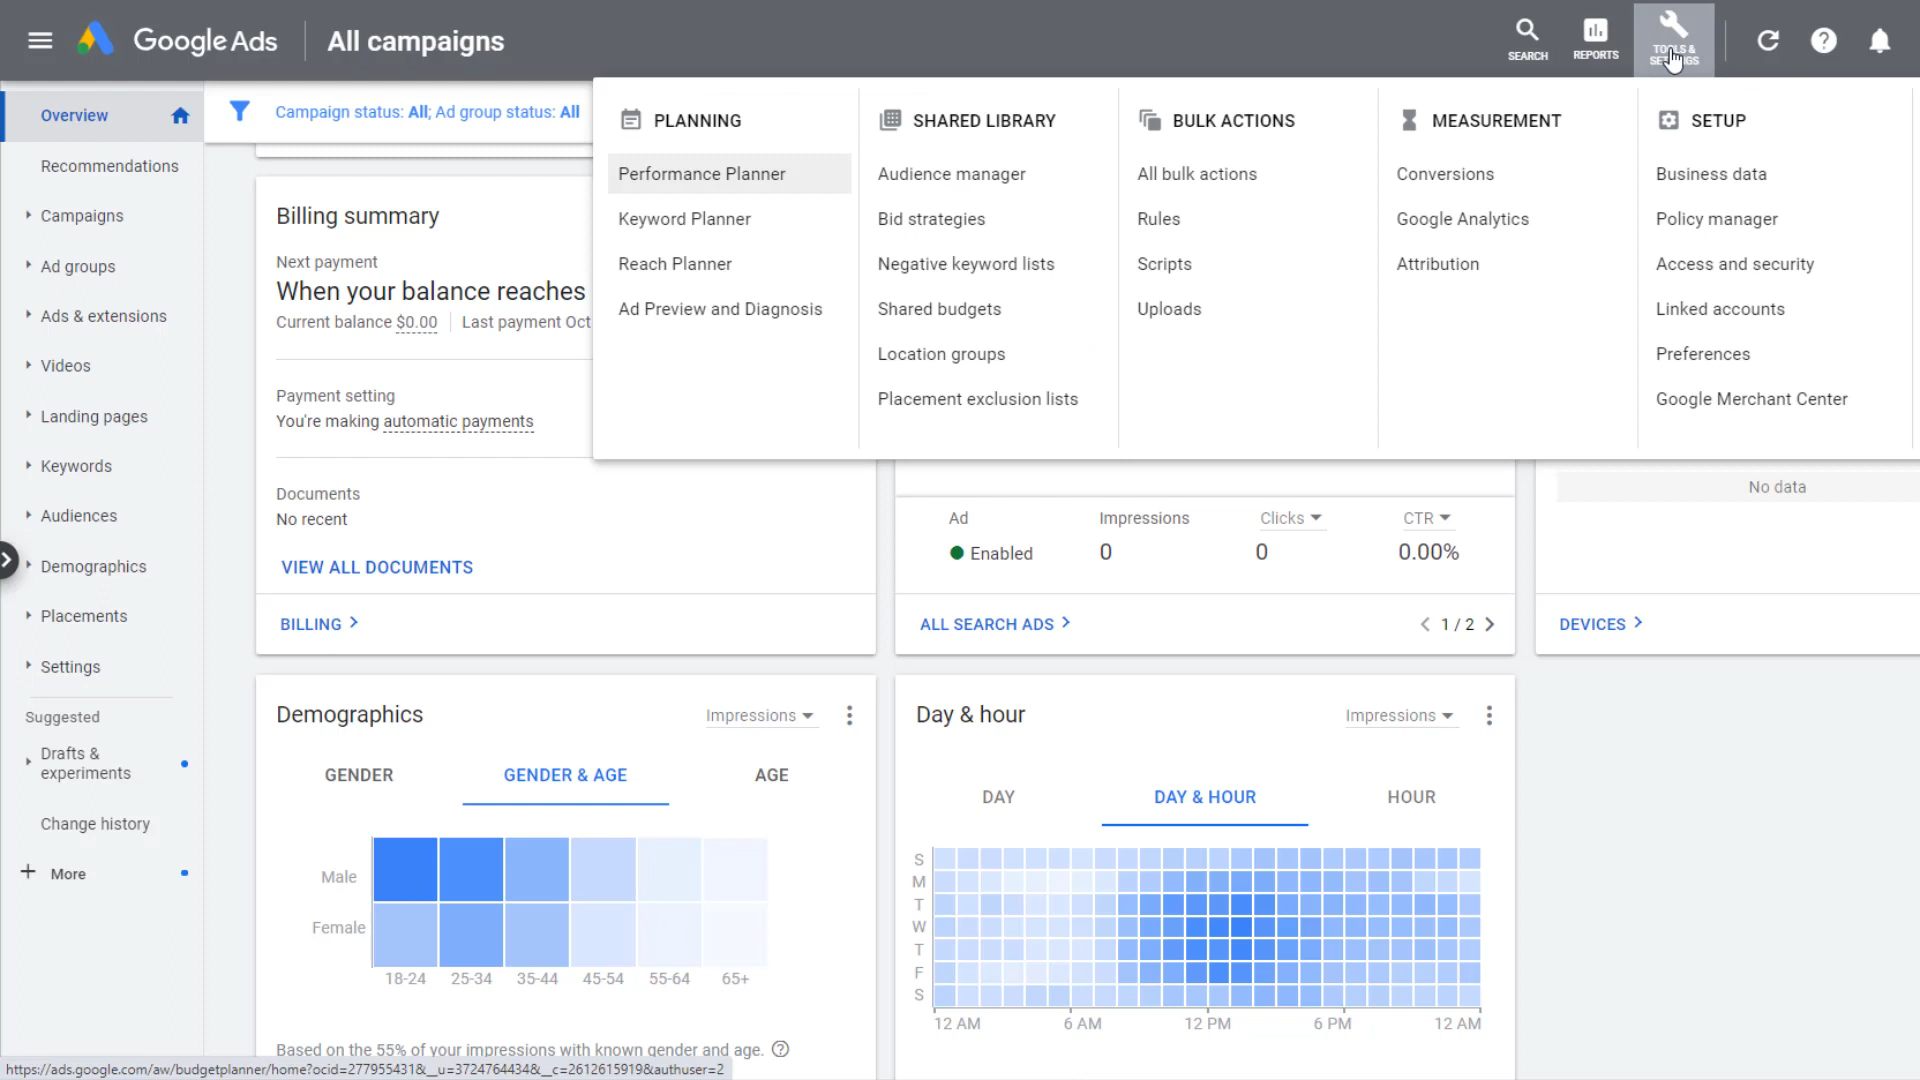 Google Ads
All campaigns
SEARCH
REPORTS
TOOLS &
SETTINGS
Overview
Recommendations
Campaigns
Ad groups
Ads & extensions
Videos
Landing pages
Keywords
Audiences
Demographics
Placements
Settings
Suggested
Drafts &
experiments
Change history
More
Campaign status: All; Ad group status: All
PLANNING
Performance Planner
Keyword Planner
Reach Planner
Ad Preview and Diagnosis
SHARED LIBRARY
Audience manager
Bid strategies
Negative keyword lists
Shared budgets
Location groups
Placement exclusion lists
BULK ACTIONS
All bulk actions
Rules
Scripts
Uploads
MEASUREMENT
Conversions
Google Analytics
Attribution
SETUP
Business data
Policy manager
Access and security
Linked accounts
Preferences
Google Merchant Center
Billing summary
Next payment
When your balance reaches
Current balance $0.00 Last payment Oct
Payment setting
You're making automatic payments
Documents
No recent
VIEW ALL DOCUMENTS
BILLING
Ad Impressions Clicks CTR
Enabled 0 0 0.00%
ALL SEARCH ADS
1 / 2
No data
DEVICES
Demographics
Impressions
GENDER GENDER & AGE AGE
Male
Female
18-24 25-34 35-44 45-54 55-64 65+
Based on the 55% of your impressions with known gender and age.
Day & hour
Impressions
DAY DAY & HOUR HOUR
S
M
T
W
T
F
S
12 AM 6 AM 12 PM 6 PM 12 AM
https://ads.google.com/aw/budgetplanner/home?ocid=277955431&__u=3724764434&__c=2612615919&authuser=2